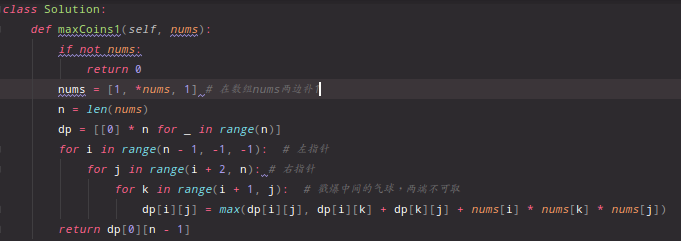 class Solution:
    def maxCoins1(self, nums):
        if not nums:
            return 0
        nums = [1, *nums, 1] # 在数组nums两边补1
        n = len(nums)
        dp = [[0] * n for _ in range(n)]
        for i in range(n - 1, -1, -1):  # 左指针
            for j in range(i + 2, n): # 右指针
                for k in range(i + 1, j):  # 戳爆中间的气球，两端不可取
                    dp[i][j] = max(dp[i][j], dp[i][k] + dp[k][j] + nums[i] * nums[k] * nums[j])
        return dp[0][n - 1]